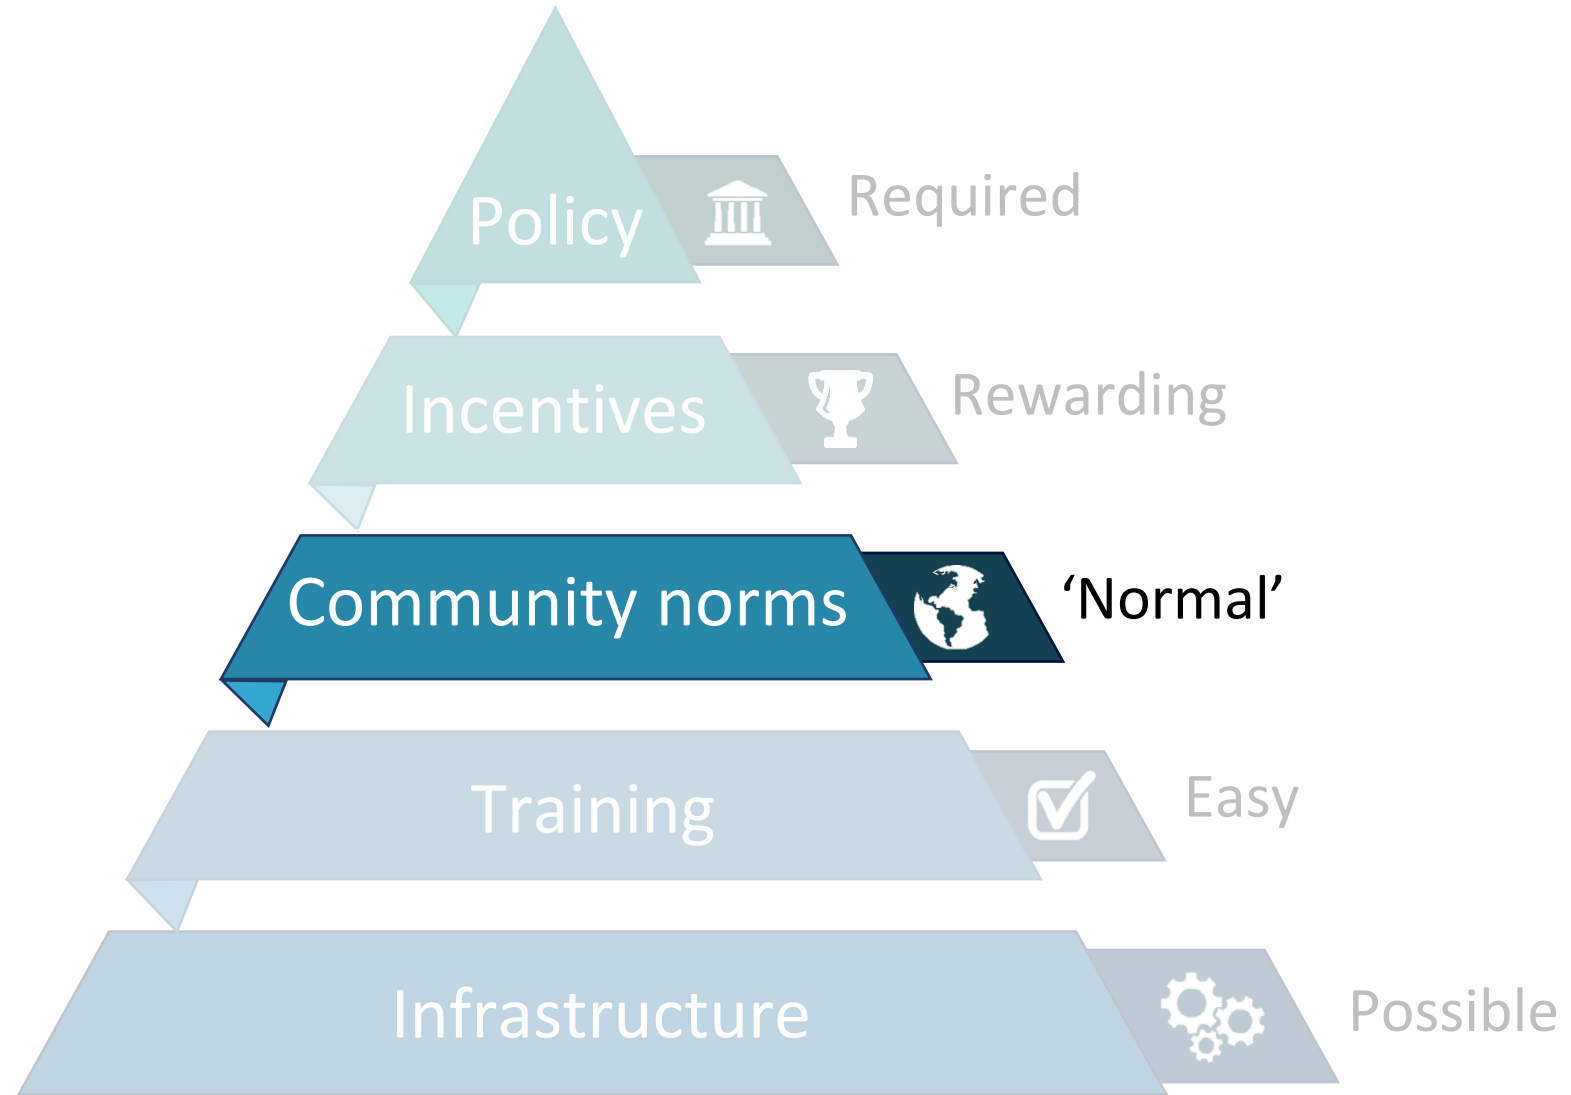 Policy
Required
Incentives
Rewarding
Community norms
‘Normal’
Training
Easy
Infrastructure
Possible